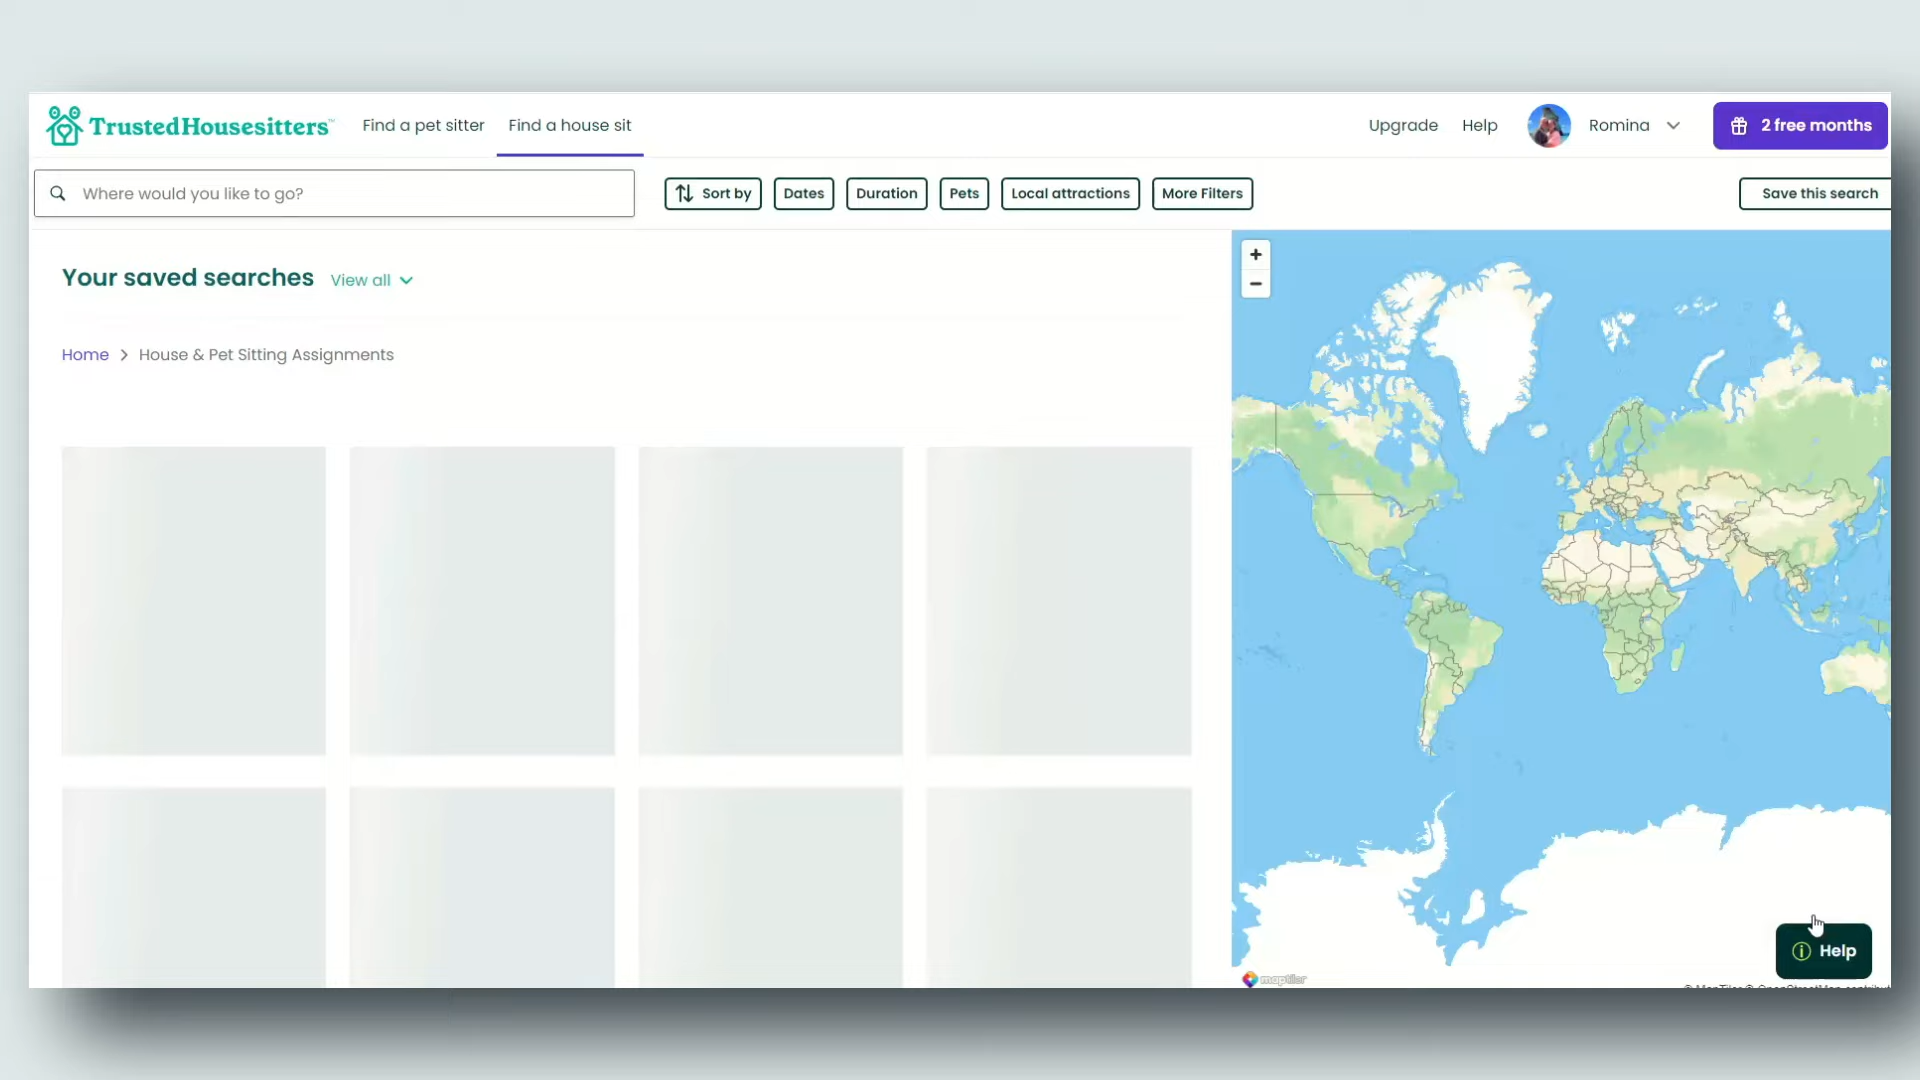 TrustedHousesitters™ Find a pet sitter Find a house sit Upgrade Help Romina 2 free months
Where would you like to go? Sort by Dates Duration Pets Local attractions More Filters Save this search
Your saved searches View all
Home > House & Pet Sitting Assignments
+
−
Help
maptiler